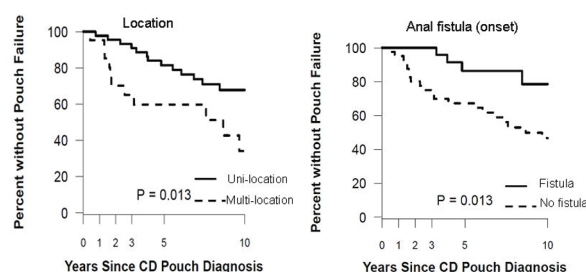 Location
Percent without Pouch Failure
100
80
60
40
20
0
Uni-location
P = 0.013
Multi-location
0 1 2 3 5 10
Years Since CD Pouch Diagnosis
Anal fistula (onset)
Percent without Pouch Failure
100
80
60
40
20
0
Fistula
P = 0.013
No fistula
0 1 2 3 5 10
Years Since CD Pouch Diagnosis